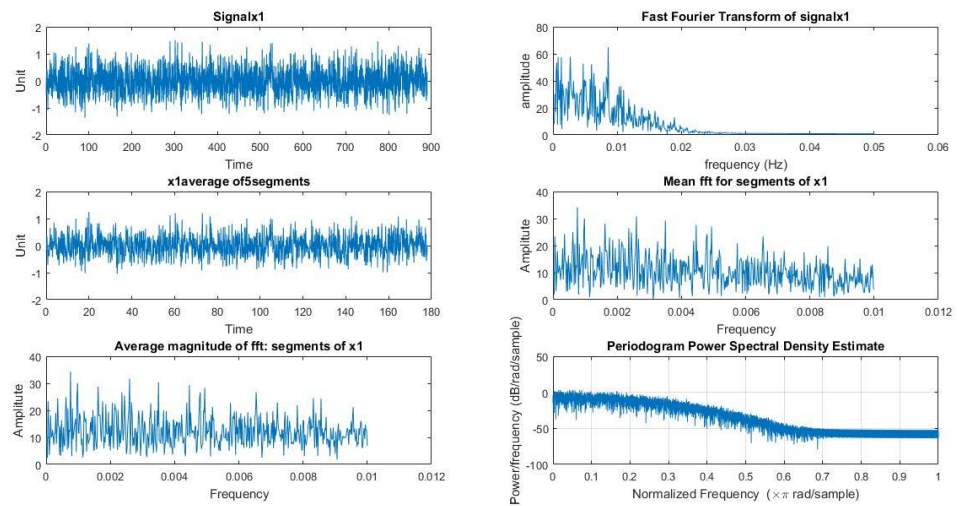 Signalx1
Unit
2
1
0
-1
-2
0 100 200 300 400 500 600 700 800 900
Time
Fast Fourier Transform of signalx1
amplitude
80
60
40
20
0
0 0.01 0.02 0.03 0.04 0.05 0.06
frequency (Hz)
x1average of5segments
Unit
2
1
0
-1
-2
0 20 40 60 80 100 120 140 160 180
Time
Mean fft for segments of x1
Amplitude
40
30
20
10
0
0 0.002 0.004 0.006 0.008 0.01 0.012
Frequency
Average magnitude of fft: segments of x1
Amplitude
40
30
20
10
0
0 0.002 0.004 0.006 0.008 0.01 0.012
Frequency
Periodogram Power Spectral Density Estimate
Power/frequency (dB/rad/sample)
50
0
-50
-100
0 0.1 0.2 0.3 0.4 0.5 0.6 0.7 0.8 0.9 1
Normalized Frequency (×π rad/sample)